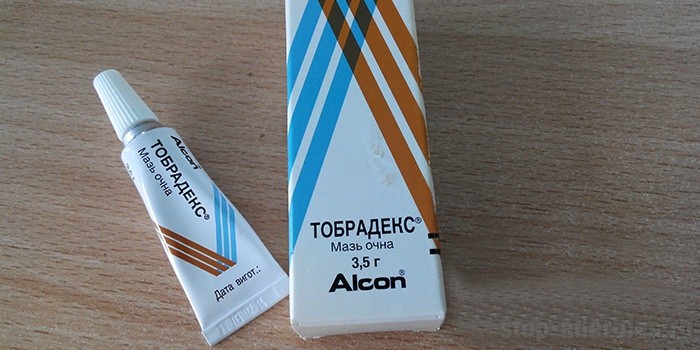 Alcon
ТОБРАДЕКС®
Мазь очна
Дата вигот.:
ТОБРАДЕКС®
Мазь очна
3,5 г
Alcon®